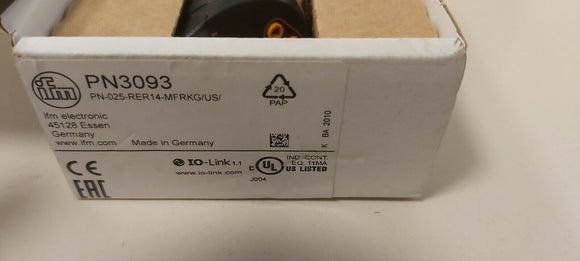 ifm
PN3093
PN-025-RER14-MFRKG/US/
ifm electronic
45128 Essen
Germany
www.ifm.com
Made in Germany
20
PAP
K BA 2010
IO-Link 1.1
www.io-link.com
CE
EAC
C UL US LISTED
IND. CONT.
EQ. 11MA
J004